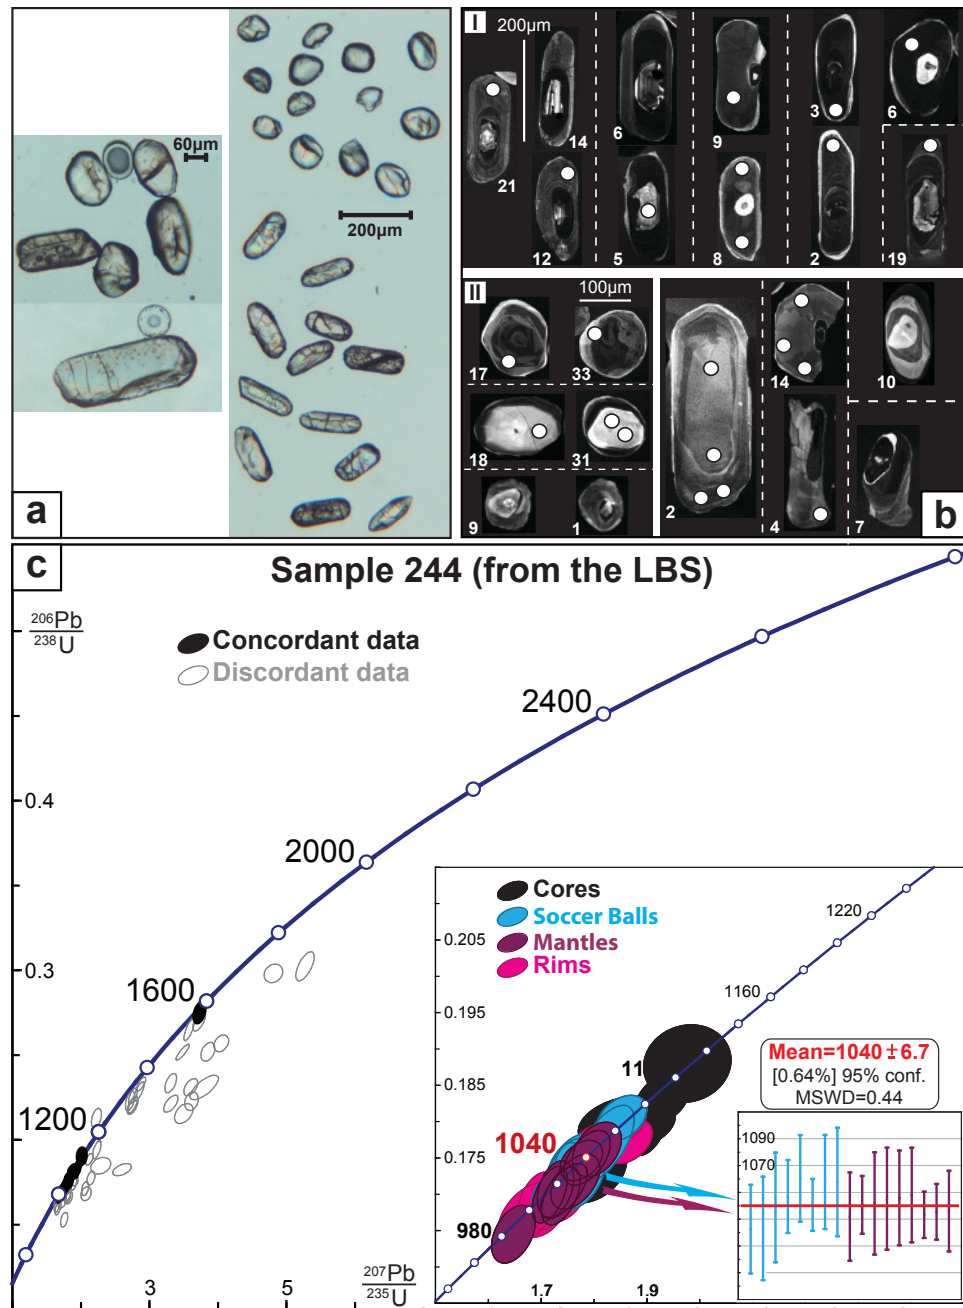 60µm
200µm
a
I
200µm
21
14
12
6
5
9
8
3
2
6
19
II
100µm
17
33
18
31
9
1
2
14
4
10
7
b
c
Sample 244 (from the LBS)
206Pb
238U
Concordant data
Discordant data
2400
0.4
2000
0.3
1600
1200
3
5
207Pb
235U
Cores
Soccer Balls
Mantles
Rims
0.205
0.195
0.185
0.175
1220
1160
11
1040
980
1.7
1.9
Mean=1040 ± 6.7
[0.64%] 95% conf.
MSWD=0.44
1090
1070